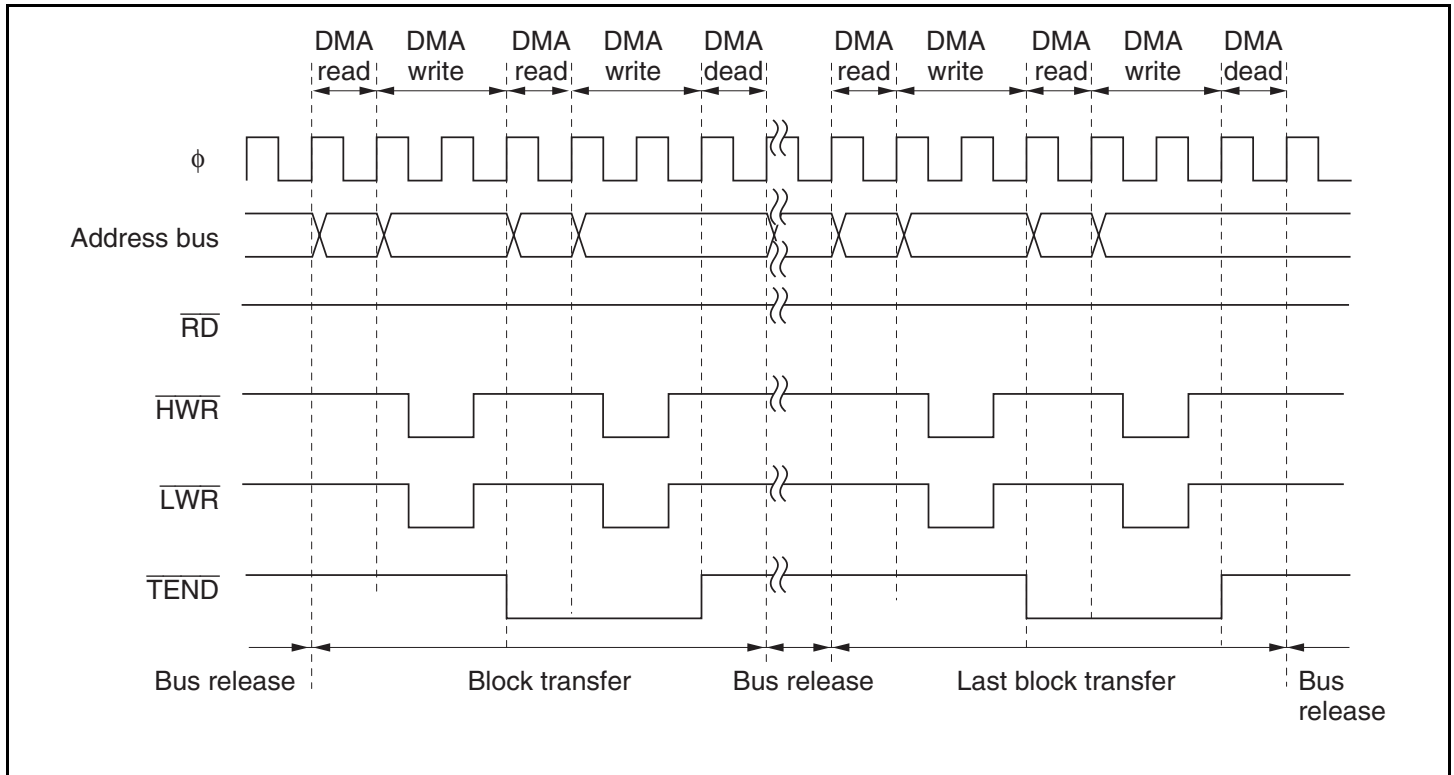 DMA read
DMA write
DMA read
DMA write
DMA dead
DMA read
DMA write
DMA read
DMA write
DMA dead
ϕ
Address bus
RD
HWR
LWR
TEND
Bus release
Block transfer
Bus release
Last block transfer
Bus
release